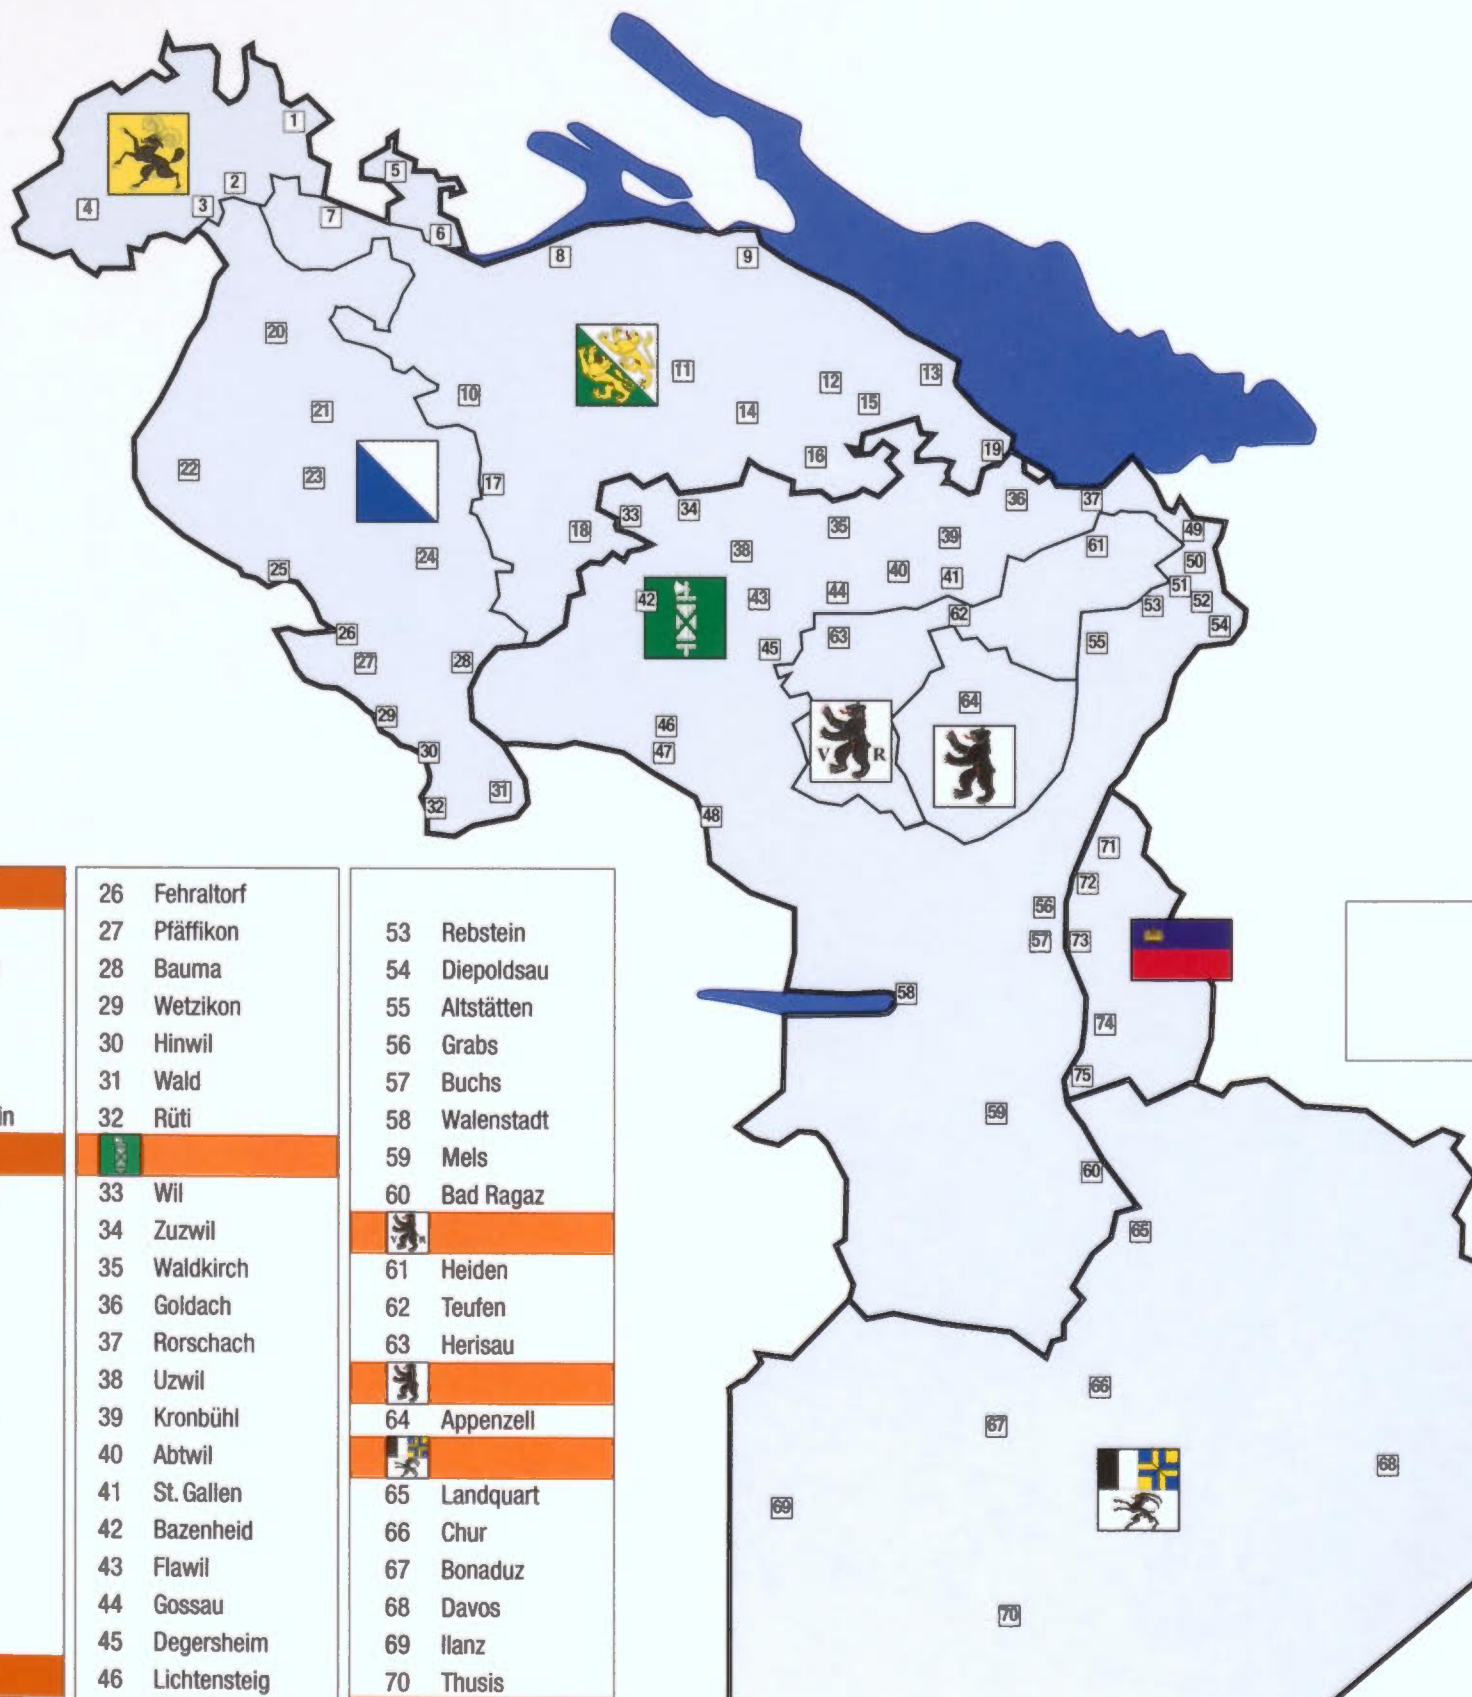 1
2
3
4
5
6
7
8
9
10
11
12
13
14
15
16
17
18
19
20
21
22
23
24
25
26
27
28
29
30
31
32
33
34
35
36
37
38
39
40
41
42
43
44
45
46
47
48
49
50
51
52
53
54
55
56
57
58
59
60
61
62
63
64
65
66
67
68
69
70
71
72
73
74
75
V R
in
26 Fehraltorf
27 Pfäffikon
28 Bauma
29 Wetzikon
30 Hinwil
31 Wald
32 Rüti
33 Wil
34 Zuzwil
35 Waldkirch
36 Goldach
37 Rorschach
38 Uzwil
39 Kronbühl
40 Abtwil
41 St. Gallen
42 Bazenheid
43 Flawil
44 Gossau
45 Degersheim
46 Lichtensteig
53 Rebstein
54 Diepoldsau
55 Altstätten
56 Grabs
57 Buchs
58 Walenstadt
59 Mels
60 Bad Ragaz
V R
61 Heiden
62 Teufen
63 Herisau
64 Appenzell
65 Landquart
66 Chur
67 Bonaduz
68 Davos
69 Ilanz
70 Thusis